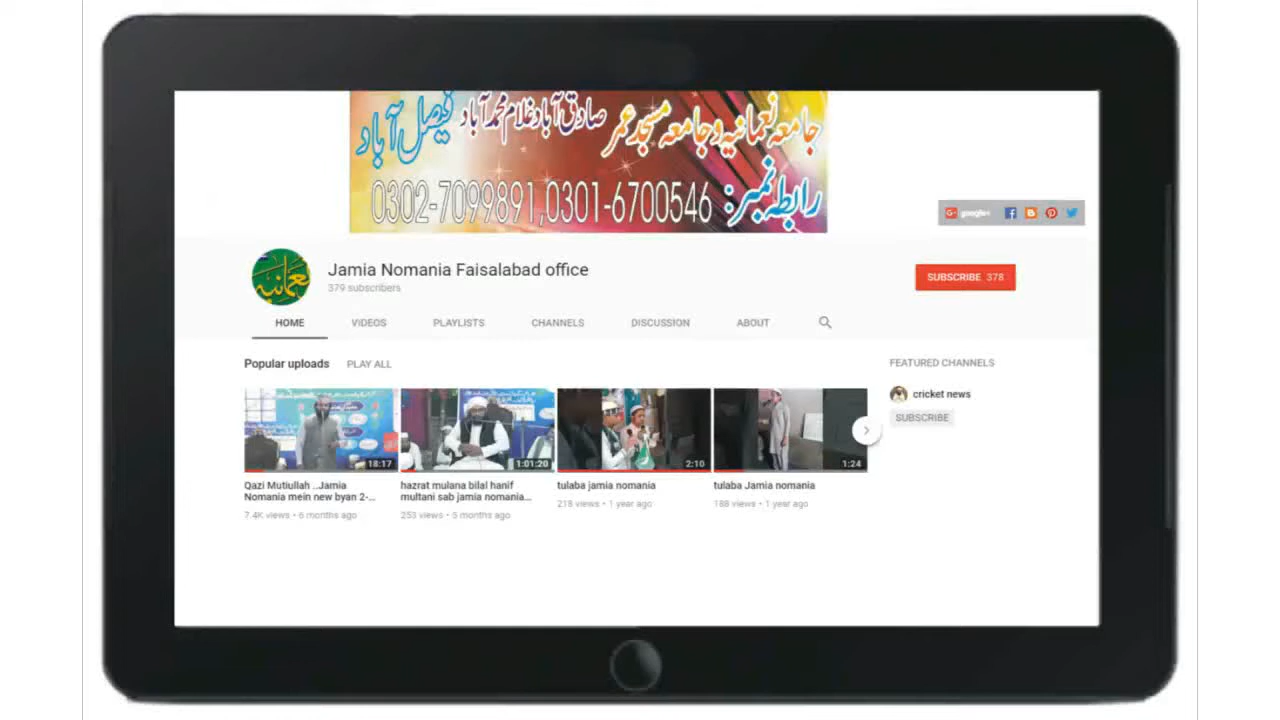 جامعہ نعمانیہ و جامعہ مسجد عمر صادق آباد غلام محمد آباد فیصل آباد
رابطہ نمبر: 0302-7099891,0301-6700546
google+
نعمانیہ
Jamia Nomania Faisalabad office
379 subscribers
SUBSCRIBE 378
HOME VIDEOS PLAYLISTS CHANNELS DISCUSSION ABOUT
Popular uploads PLAY ALL
FEATURED CHANNELS
cricket news
SUBSCRIBE
18:17 1:01:20 2:10 1:24
Qazi Mutiullah ..Jamia
Nomania mein new byan 2-...
7.4K views • 6 months ago
hazrat mulana bilal hanif
multani sab jamia nomania...
253 views • 5 months ago
tulaba jamia nomania
218 views • 1 year ago
tulaba Jamia nomania
188 views • 1 year ago